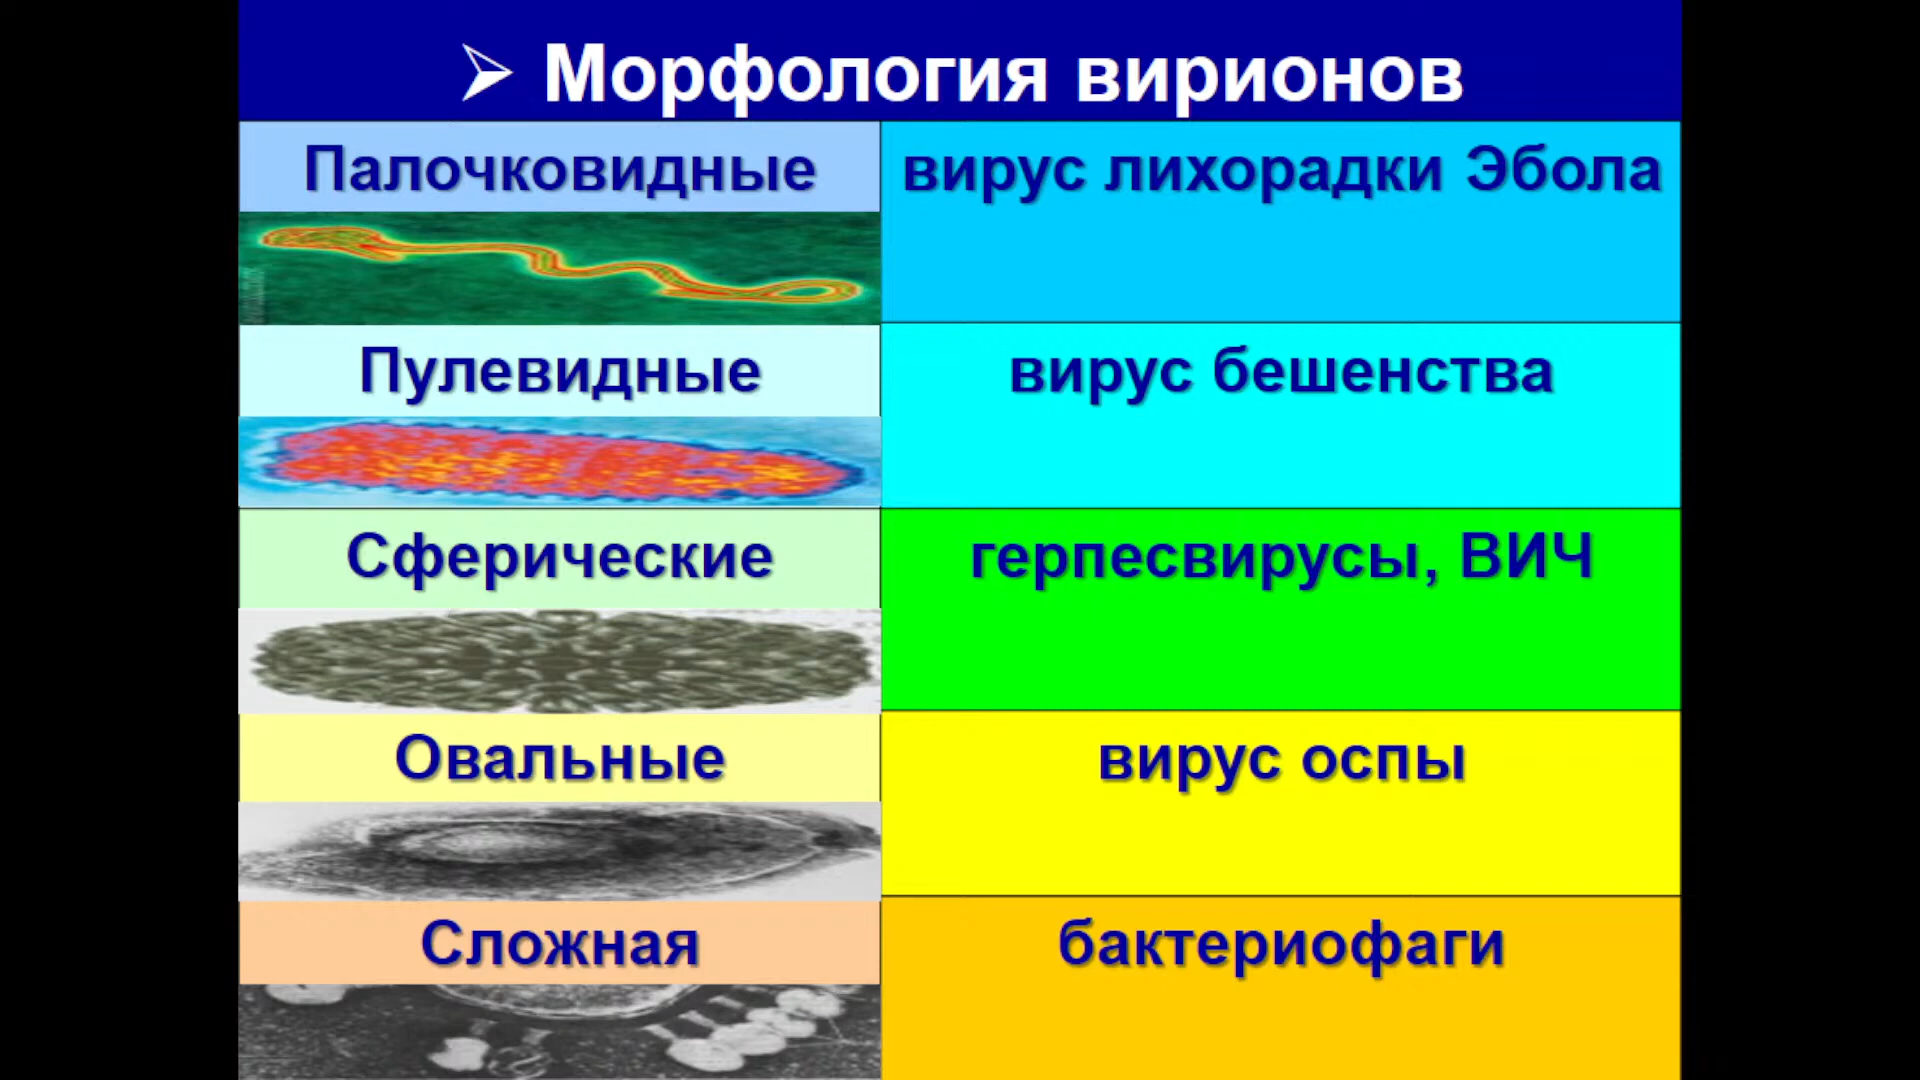 ➢ Морфология вирионов
Палочковидные
вирус лихорадки Эбола
Пулевидные
вирус бешенства
Сферические
герпесвирусы, ВИЧ
Овальные
вирус оспы
Сложная
бактериофаги